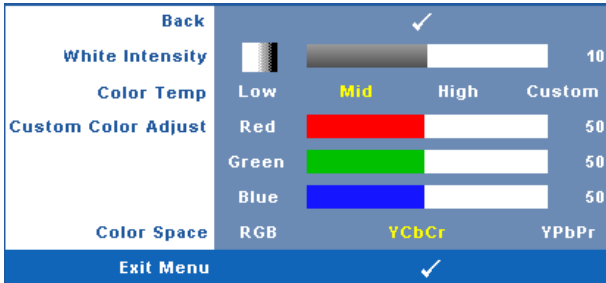 Back
White Intensity 10
Color Temp Low Mid High Custom
Custom Color Adjust Red 50
Green 50
Blue 50
Color Space RGB YCbCr YPbPr
Exit Menu